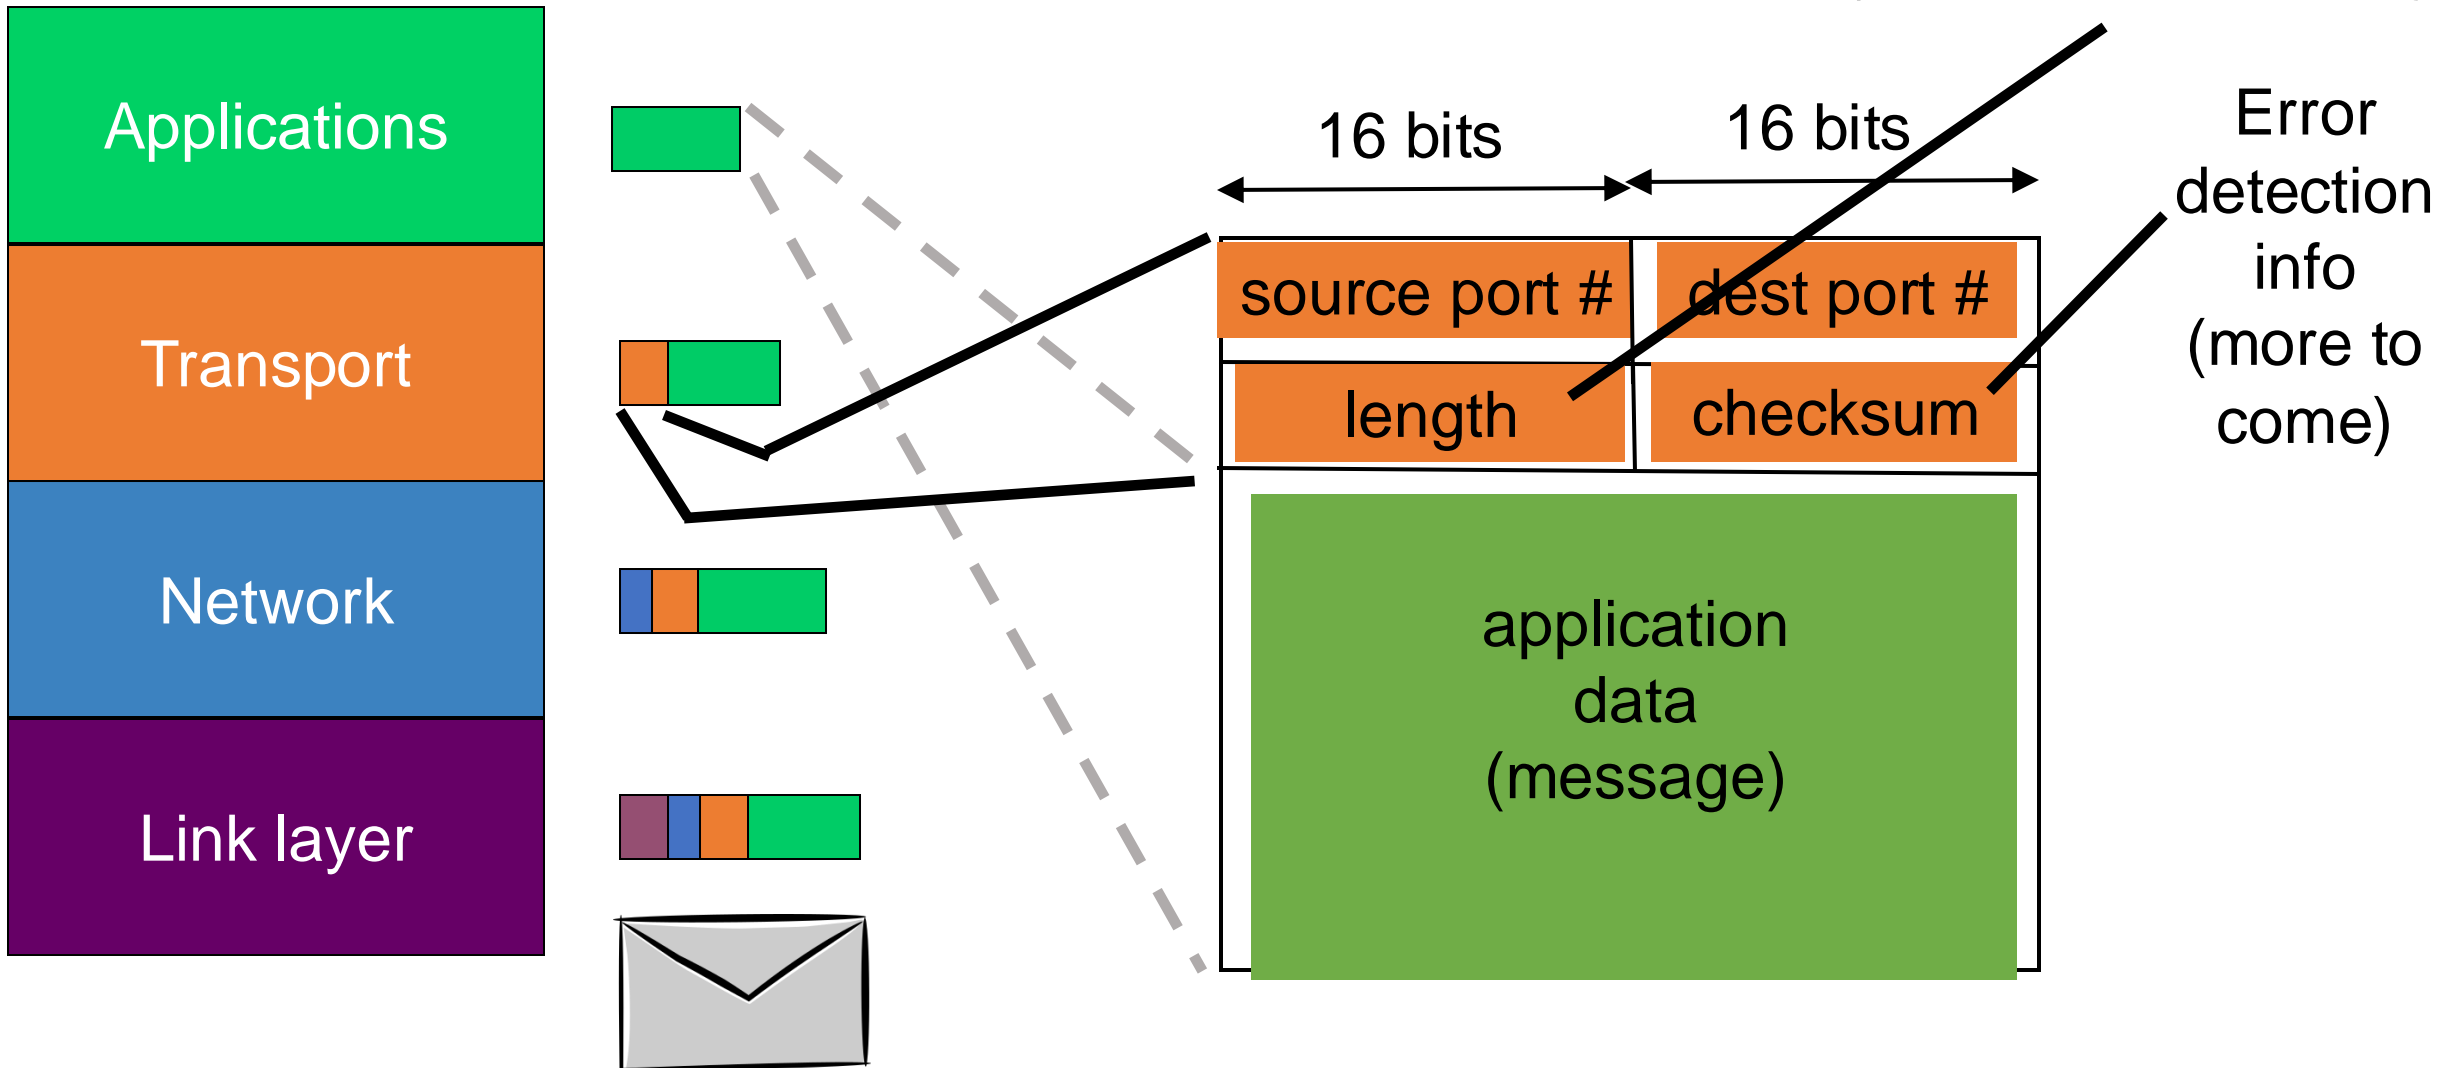 Applications
Transport
Network
Link layer
16 bits
16 bits
source port #
dest port #
length
checksum
application
data
(message)
Error
detection
info
(more to
come)